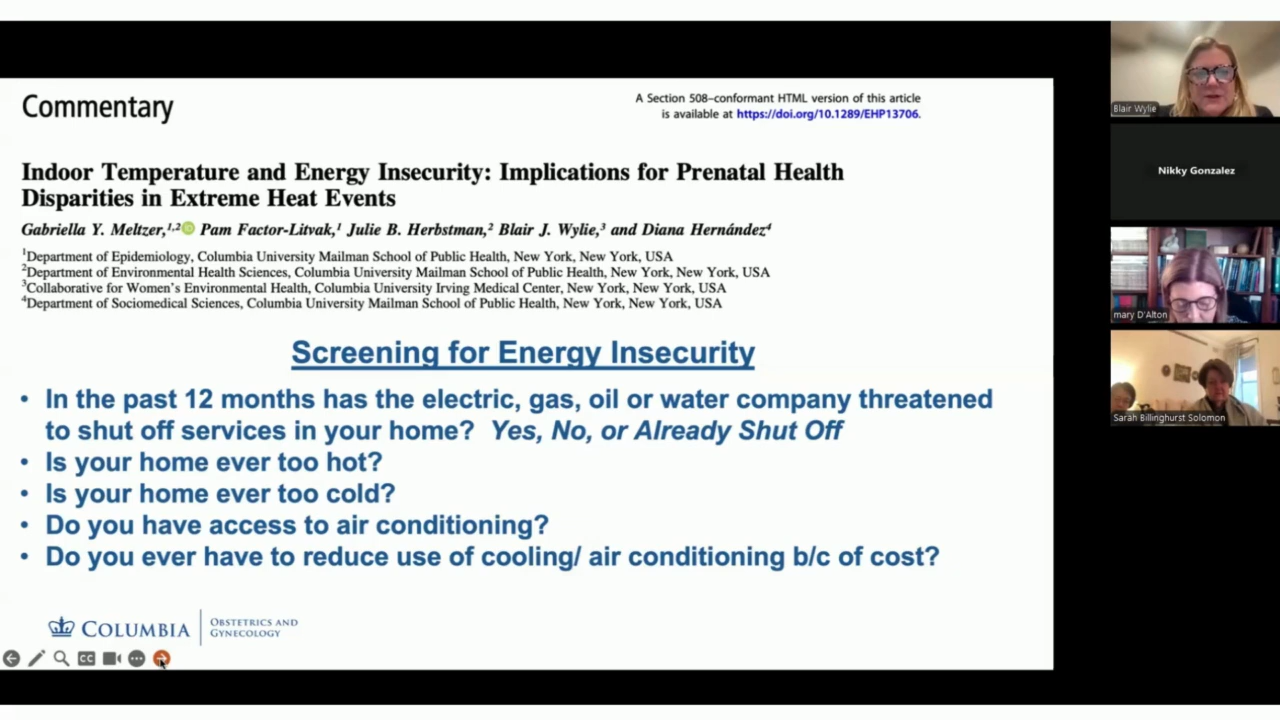 Commentary
A Section 508–conformant HTML version of this article
is available at https://doi.org/10.1289/EHP13706.
Indoor Temperature and Energy Insecurity: Implications for Prenatal Health
Disparities in Extreme Heat Events
Gabriella Y. Meltzer,1,2 Pam Factor-Litvak,1 Julie B. Herbstman,2 Blair J. Wylie,3 and Diana Hernández4
1Department of Epidemiology, Columbia University Mailman School of Public Health, New York, New York, USA
2Department of Environmental Health Sciences, Columbia University Mailman School of Public Health, New York, New York, USA
3Collaborative for Women's Environmental Health, Columbia University Irving Medical Center, New York, New York, USA
4Department of Sociomedical Sciences, Columbia University Mailman School of Public Health, New York, New York, USA
Screening for Energy Insecurity
• In the past 12 months has the electric, gas, oil or water company threatened
to shut off services in your home? Yes, No, or Already Shut Off
• Is your home ever too hot?
• Is your home ever too cold?
• Do you have access to air conditioning?
• Do you ever have to reduce use of cooling/ air conditioning b/c of cost?
COLUMBIA
OBSTETRICS AND
GYNECOLOGY
CC
Blair Wylie
Nikky Gonzalez
mary D'Alton
Sarah Billinghurst Solomon